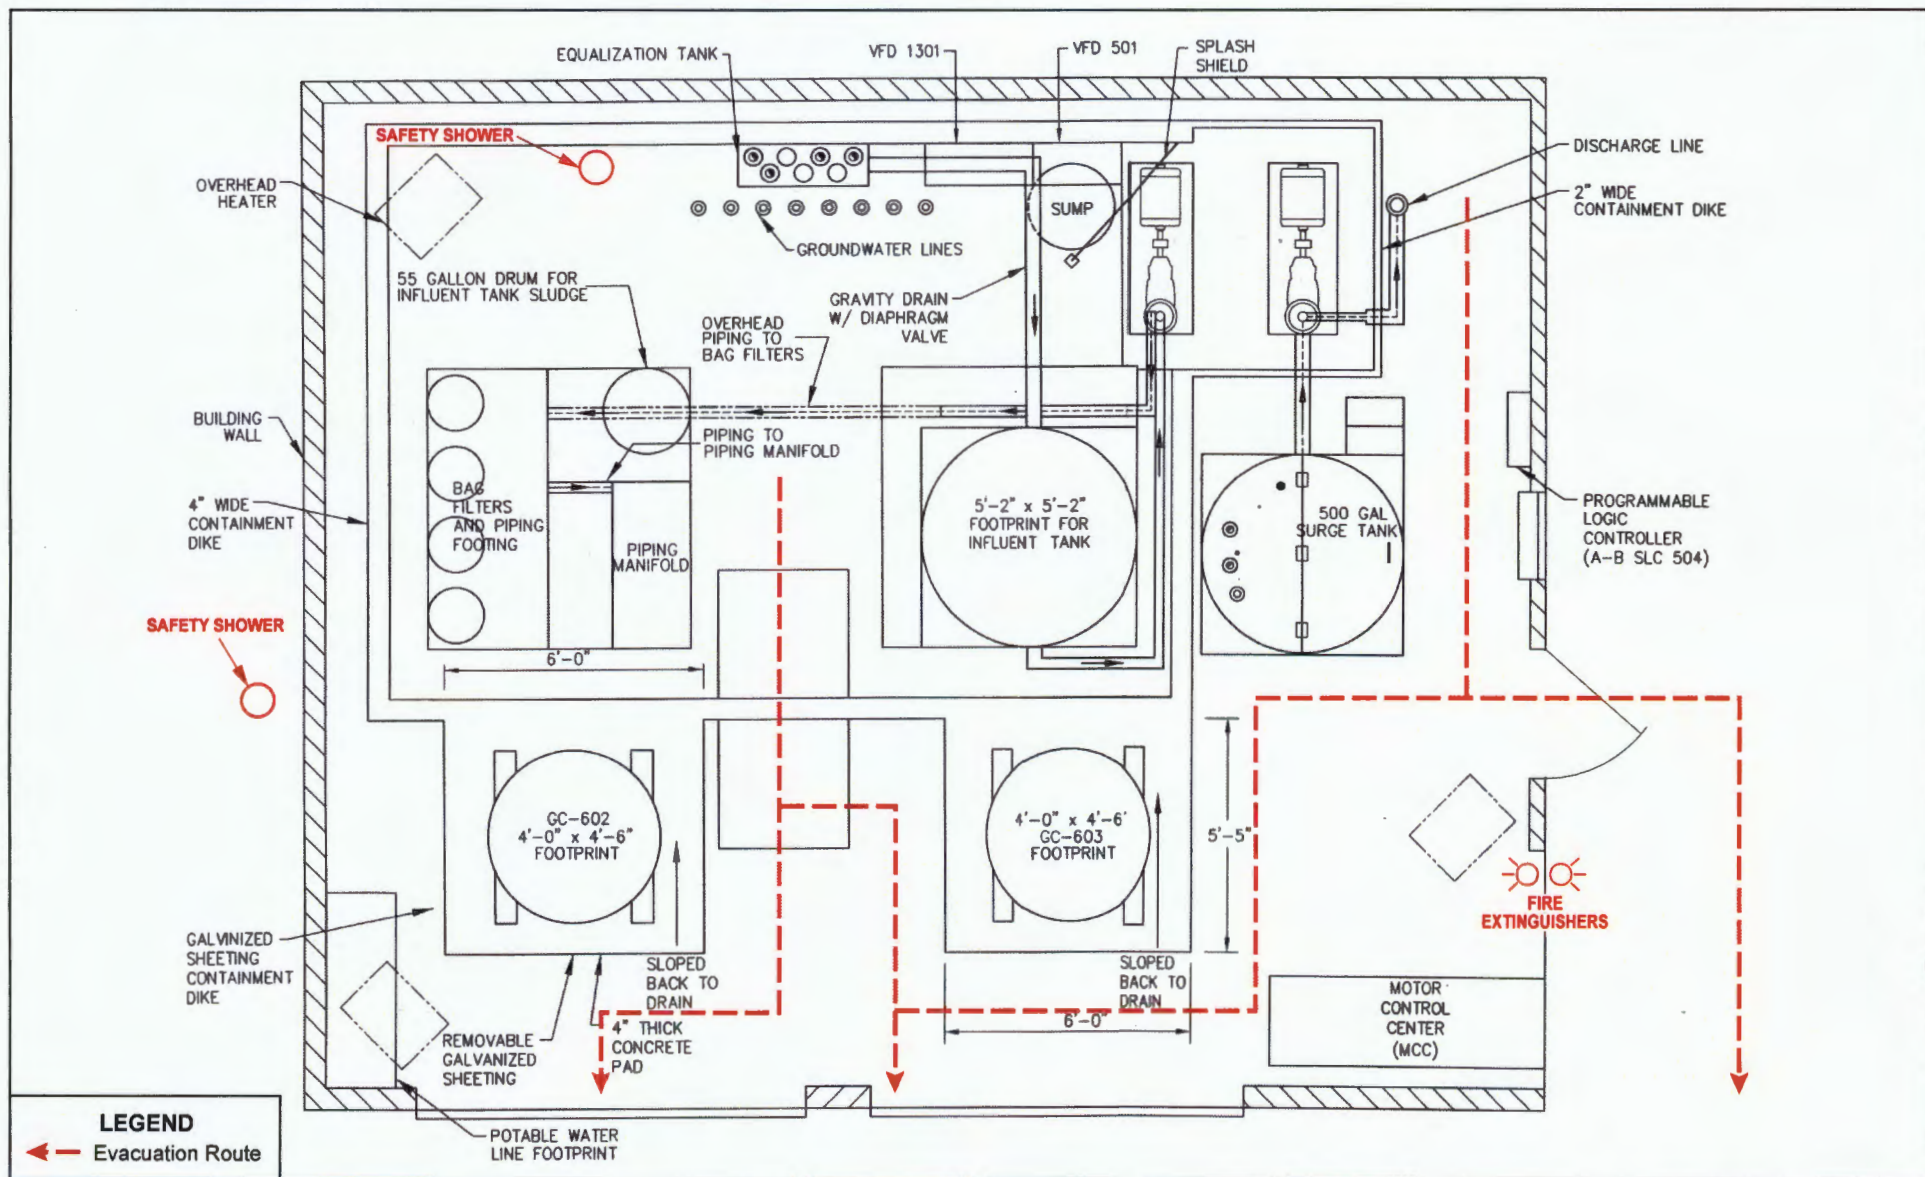 EQUALIZATION TANK
VFD 1301
VFD 501
SPLASH
SHIELD
SAFETY SHOWER
DISCHARGE LINE
OVERHEAD
HEATER
2" WIDE
CONTAINMENT DIKE
SUMP
GROUNDWATER LINES
55 GALLON DRUM FOR
INFLUENT TANK SLUDGE
GRAVITY DRAIN
W/ DIAPHRAGM
VALVE
OVERHEAD
PIPING TO
BAG FILTERS
BUILDING
WALL
PIPING TO
PIPING MANIFOLD
BAG
FILTERS
AND PIPING
FOOTING
5'-2" x 5'-2"
FOOTPRINT FOR
INFLUENT TANK
500 GAL
SURGE TANK
PROGRAMMABLE
LOGIC
CONTROLLER
(A-B SLC 504)
4" WIDE
CONTAINMENT
DIKE
PIPING
MANIFOLD
SAFETY SHOWER
6'-0"
GC-602
4'-0" x 4'-6"
FOOTPRINT
4'-0" x 4'-6'
GC-603
FOOTPRINT
5'-5"
FIRE
EXTINGUISHERS
GALVINIZED
SHEETING
CONTAINMENT
DIKE
SLOPED
BACK TO
DRAIN
SLOPED
BACK TO
DRAIN
MOTOR
CONTROL
CENTER
(MCC)
6'-0"
REMOVABLE
GALVANIZED
SHEETING
4" THICK
CONCRETE
PAD
POTABLE WATER
LINE FOOTPRINT
LEGEND
Evacuation Route